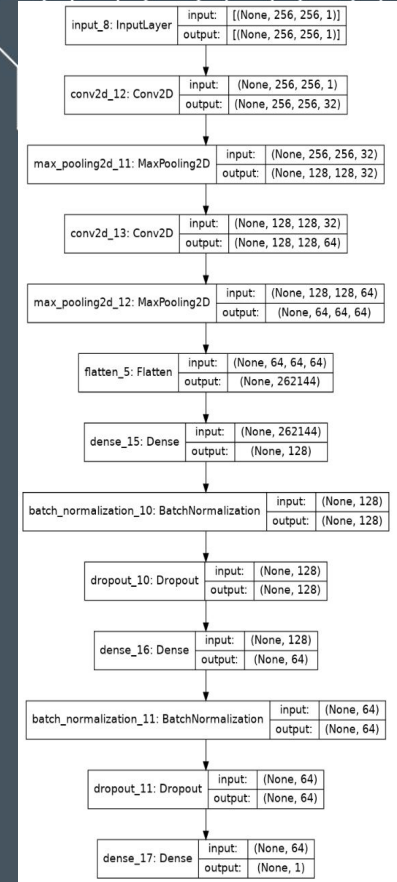 input_8: InputLayer
input: [(None, 256, 256, 1)]
output: [(None, 256, 256, 1)]
conv2d_12: Conv2D
input: (None, 256, 256, 1)
output: (None, 256, 256, 32)
max_pooling2d_11: MaxPooling2D
input: (None, 256, 256, 32)
output: (None, 128, 128, 32)
conv2d_13: Conv2D
input: (None, 128, 128, 32)
output: (None, 128, 128, 64)
max_pooling2d_12: MaxPooling2D
input: (None, 128, 128, 64)
output: (None, 64, 64, 64)
flatten_5: Flatten
input: (None, 64, 64, 64)
output: (None, 262144)
dense_15: Dense
input: (None, 262144)
output: (None, 128)
batch_normalization_10: BatchNormalization
input: (None, 128)
output: (None, 128)
dropout_10: Dropout
input: (None, 128)
output: (None, 128)
dense_16: Dense
input: (None, 128)
output: (None, 64)
batch_normalization_11: BatchNormalization
input: (None, 64)
output: (None, 64)
dropout_11: Dropout
input: (None, 64)
output: (None, 64)
dense_17: Dense
input: (None, 64)
output: (None, 1)